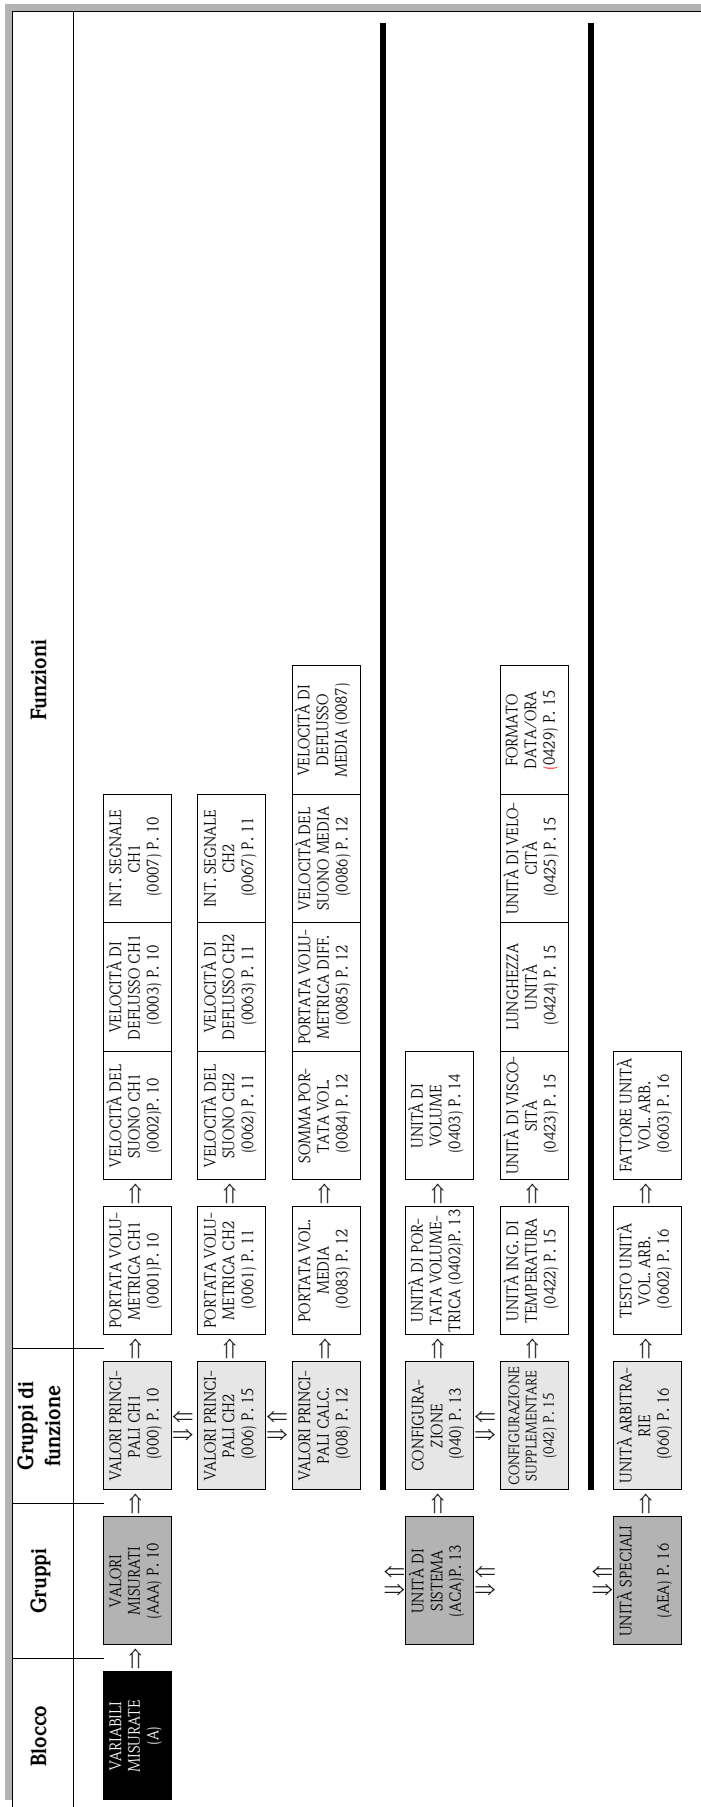 Blocco
Gruppi
Gruppi di
funzione
Funzioni
VARIABILI
MISURATE
(A)
⇒
VALORI
MISURATI
(AAA) P. 10
⇒
VALORI PRINCI-
PALI CH1
(000) P. 10
⇒
PORTATA VOLU-
METRICA CH1
(0001)P. 10
⇒
VELOCITÀ DEL
SUONO CH1
(0002)P. 10
VELOCITÀ DI
DEFLUSSO CH1
(0003) P. 10
INT. SEGNALE
CH1
(0007) P. 10
⇓⇑
VALORI PRINCI-
PALI CH2
(006) P. 15
⇒
PORTATA VOLU-
METRICA CH2
(0061) P. 11
⇒
VELOCITÀ DEL
SUONO CH2
(0062) P. 11
VELOCITÀ DI
DEFLUSSO CH2
(0063) P. 11
INT. SEGNALE
CH2
(0067) P. 11
⇓⇑
VALORI PRINCI-
PALI CALC.
(008) P. 12
⇒
PORTATA VOL.
MEDIA
(0083) P. 12
⇒
SOMMA POR-
TATA VOL.
(0084) P. 12
PORTATA VOLU-
METRICA DIFF.
(0085) P. 12
VELOCITÀ DEL
SUONO MEDIA
(0086) P. 12
VELOCITÀ DI
DEFLUSSO
MEDIA (0087)
⇓⇑
UNITÀ DI
SISTEMA
(ACA)P. 13
⇒
CONFIGURA-
ZIONE
(040) P. 13
⇒
UNITÀ DI POR-
TATA VOLUME-
TRICA (0402)P. 13
⇒
UNITÀ DI
VOLUME
(0403) P. 14
⇓⇑
⇓⇑
CONFIGURAZIONE
SUPPLEMENTARE
(042) P. 15
⇒
UNITÀ ING. DI
TEMPERATURA
(0422) P. 15
⇒
UNITÀ DI VISCO-
SITÀ
(0423) P. 15
LUNGHEZZA
UNITÀ
(0424) P. 15
UNITÀ DI VELO-
CITÀ
(0425) P. 15
FORMATO
DATA/ORA
(0429) P. 15
⇓⇑
UNITÀ SPECIALI
(AEA) P. 16
⇒
UNITÀ ARBITRA-
RIE
(060) P. 16
⇒
TESTO UNITÀ
VOL. ARB.
(0602) P. 16
⇒
FATTORE UNITÀ
VOL. ARB.
(0603) P. 16